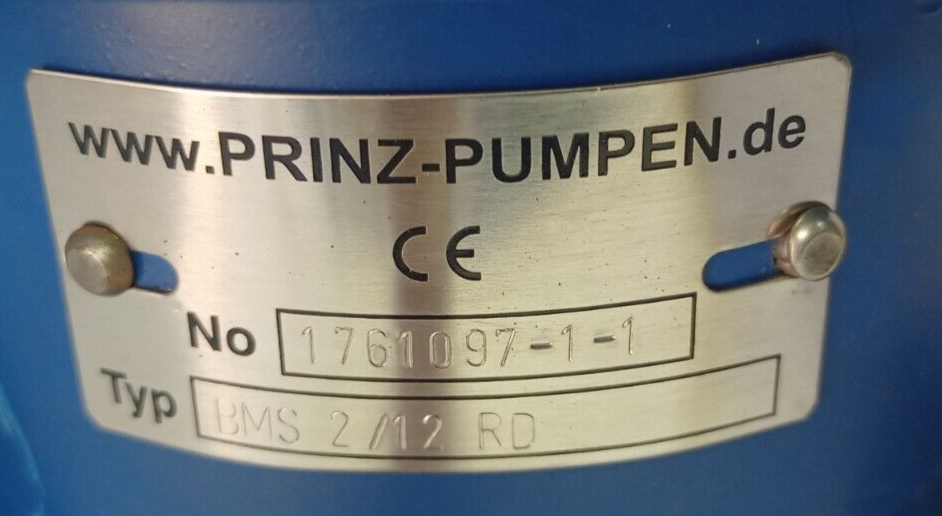 www.PRINZ-PUMPEN.de
CE
No 1761097-1-1
Typ BMS 2/12 RD